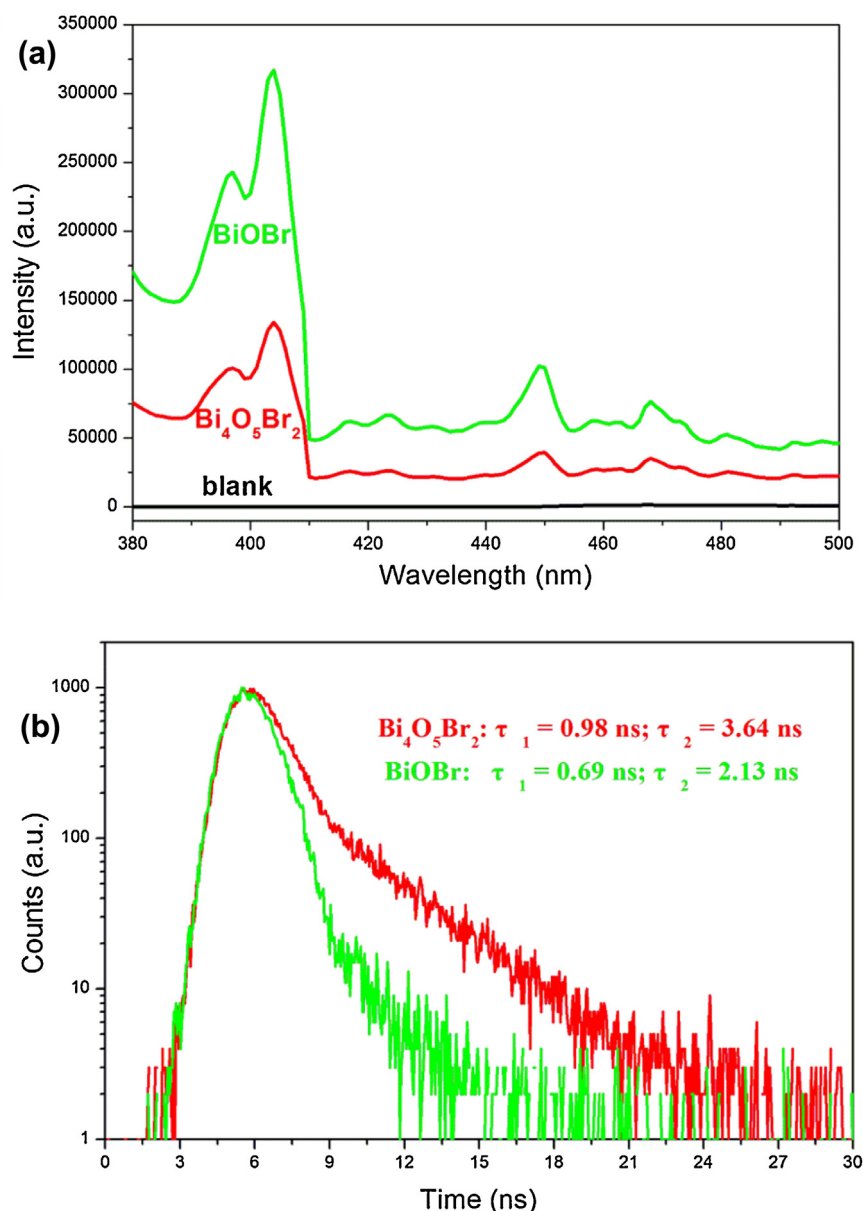 (a)
350000
300000
250000
200000
150000
100000
50000
0
Intensity (a.u.)
BiOBr
Bi₄O₅Br₂
blank
380 400 420 440 460 480 500
Wavelength (nm)
(b)
1000
100
10
1
Counts (a.u.)
Bi₄O₅Br₂: τ ₁ = 0.98 ns; τ ₂ = 3.64 ns
BiOBr: τ ₁ = 0.69 ns; τ ₂ = 2.13 ns
0 3 6 9 12 15 18 21 24 27 30
Time (ns)